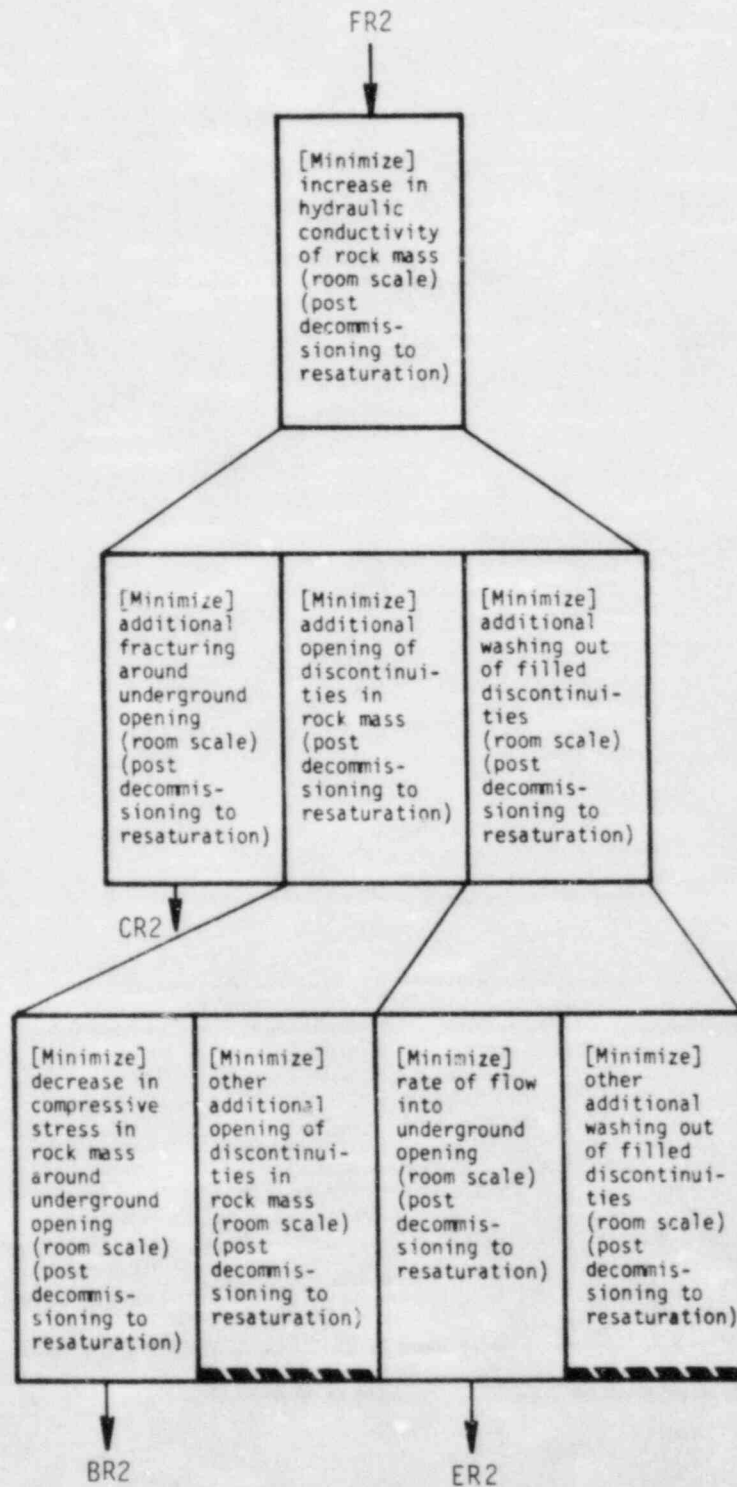 FR2
[Minimize]
increase in
hydraulic
conductivity
of rock mass
(room scale)
(post
decommis-
sioning to
resaturation)
[Minimize]
additional
fracturing
around
underground
opening
(room scale)
(post
decommis-
sioning to
resaturation)
[Minimize]
additional
opening of
discontinui-
ties in
rock mass
(post
decommis-
sioning to
resaturation)
[Minimize]
additional
washing out
of filled
discontinui-
ties
(room scale)
(post
decommis-
sioning to
resaturation)
CR2
[Minimize]
decrease in
compressive
stress in
rock mass
around
underground
opening
(room scale)
(post
decommis-
sioning to
resaturation)
[Minimize]
other
additional
opening of
discontinui-
ties in
rock mass
(room scale)
(post
decommis-
sioning to
resaturation)
[Minimize]
rate of flow
into
underground
opening
(room scale)
(post
decommis-
sioning to
resaturation)
[Minimize]
other
additional
washing out
of filled
discontinui-
ties
(room scale)
(post
decommis-
sioning to
resaturation)
BR2
ER2